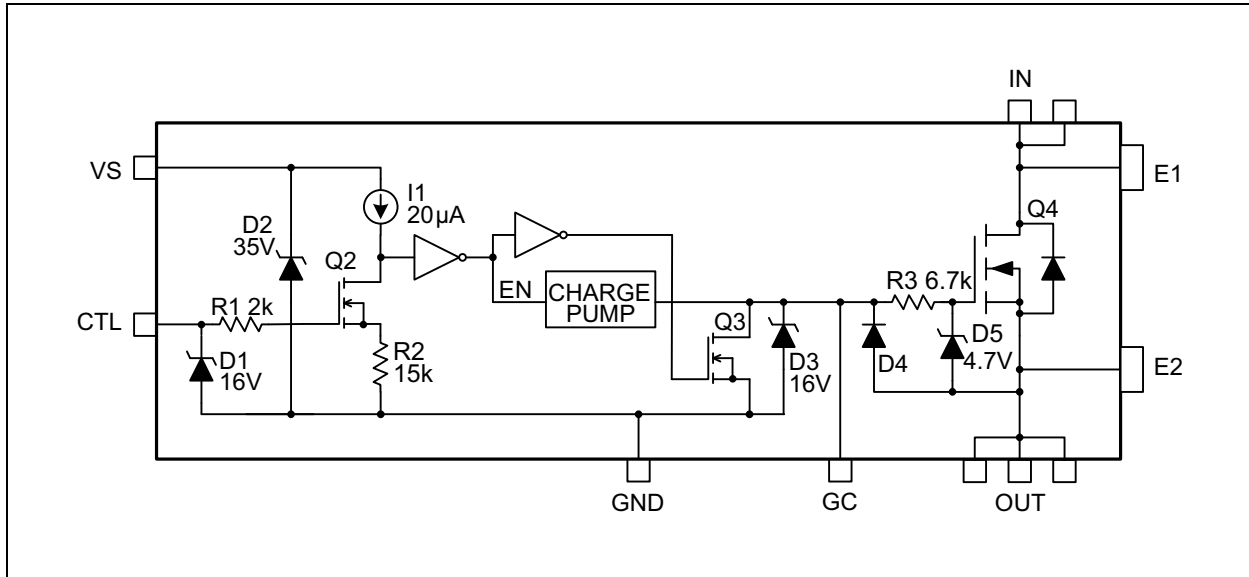 IN
VS
E1
I1
20µA
Q4
D2
35V
Q2
EN
CHARGE
PUMP
R3 6.7k
CTL
R1 2k
Q3
D5
4.7V
D1
16V
R2
15k
D3
16V
D4
E2
GND
GC
OUT